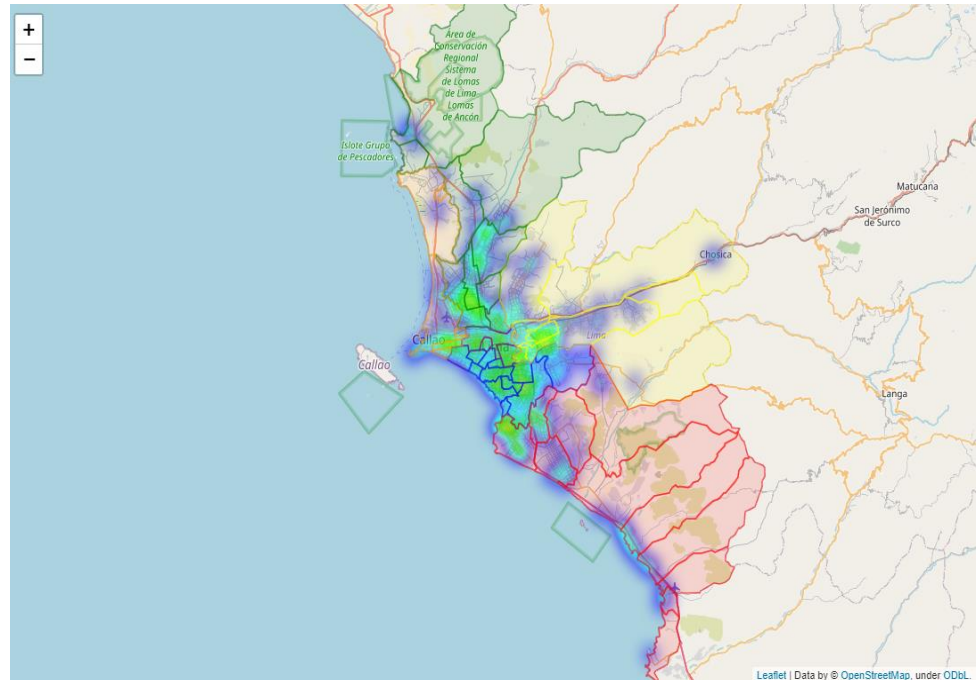 +
−
Área de
Conservación
Regional
Sistema
de Lomas
de Lima
Lomas
de Ancón
Islote Grupo
de Pescadores
Matucana
San Jerónimo
de Surco
Chosica
Callao
Lima
Callao
Langa
Leaflet | Data by © OpenStreetMap, under ODbL.